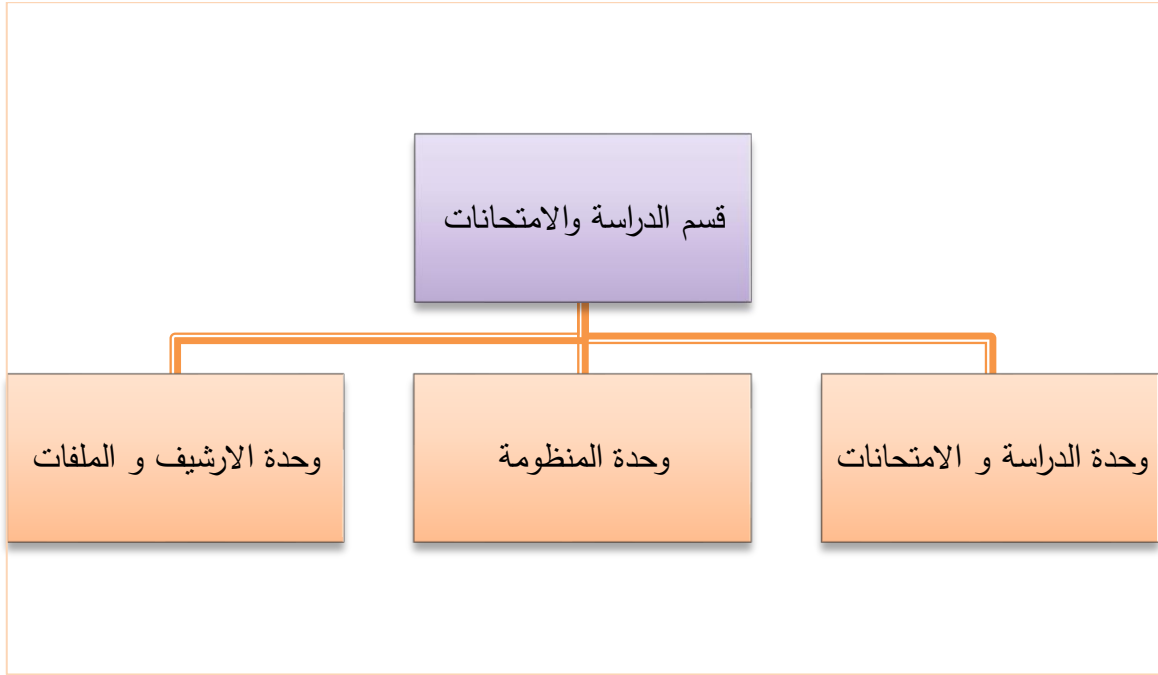 قسم الدراسة والامتحانات
وحدة الدراسة و الامتحانات
وحدة المنظومة
وحدة الارشيف و الملفات